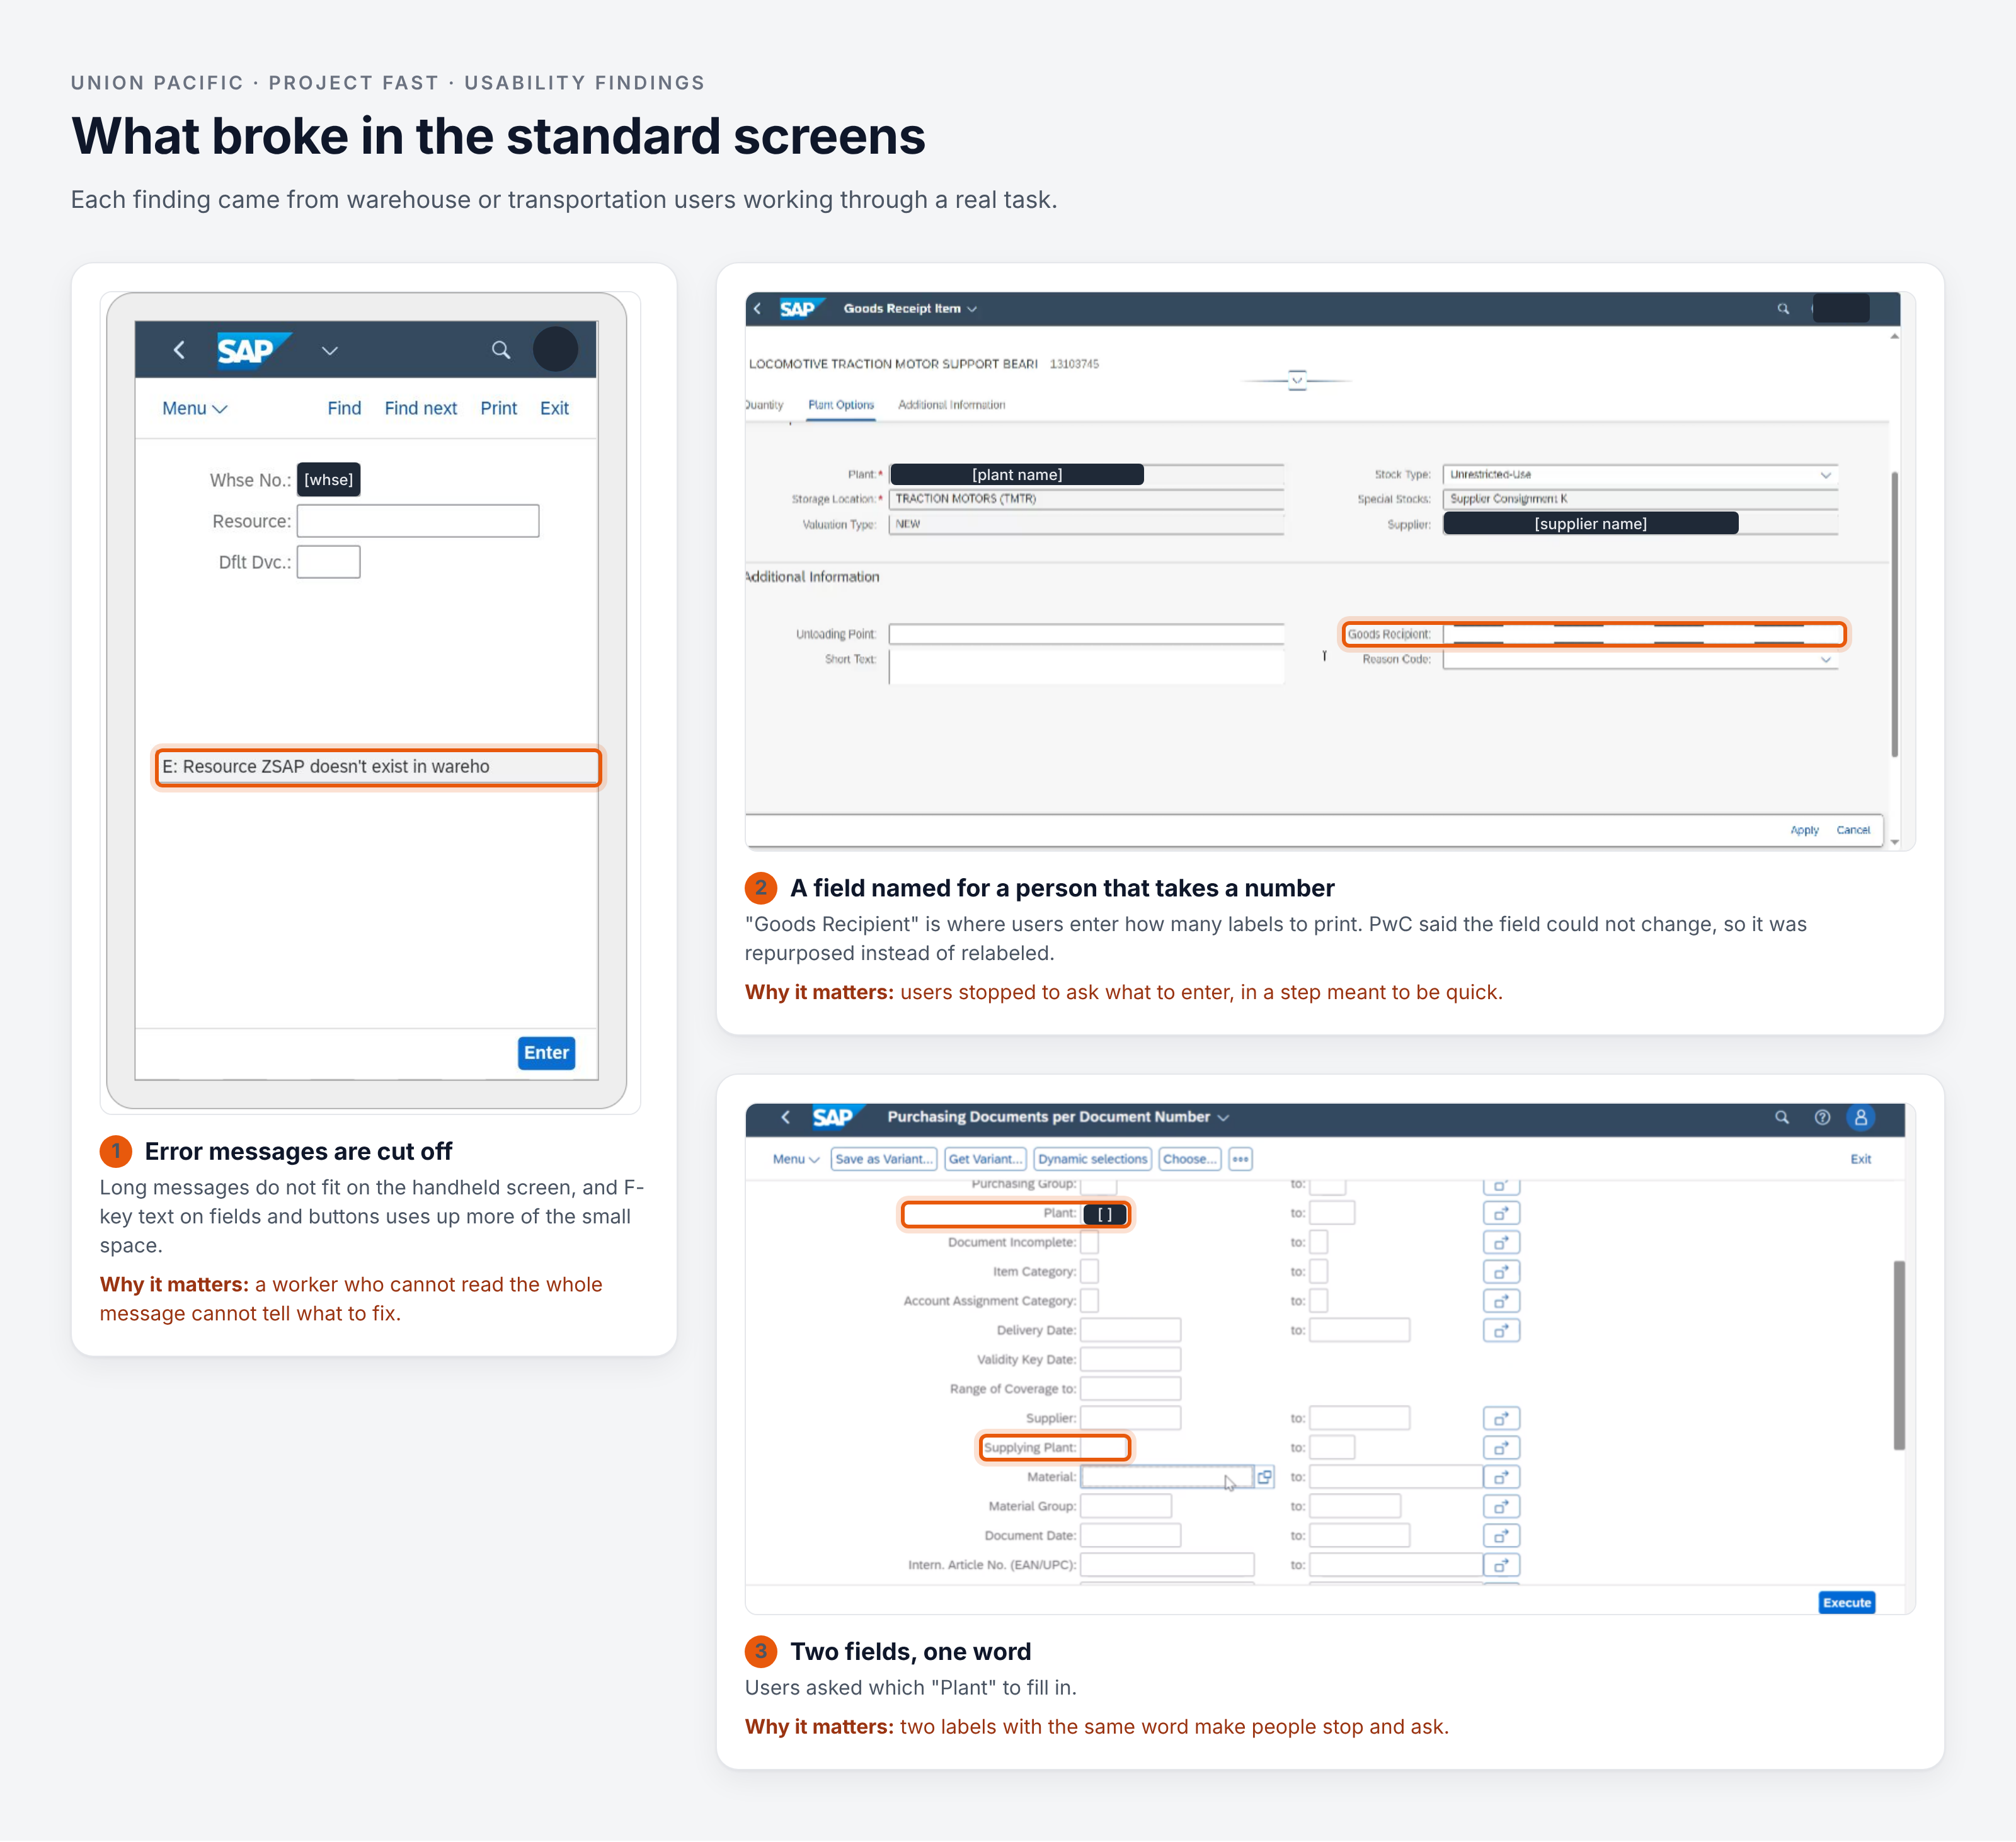 UNION PACIFIC · PROJECT FAST · USABILITY FINDINGS
What broke in the standard screens
Each finding came from warehouse or transportation users working through a real task.
SAP
Menu Find Find next Print Exit
Whse No.: [whse]
Resource:
Dflt Dvc.:
E: Resource ZSAP doesn't exist in wareho
Enter
1 Error messages are cut off
Long messages do not fit on the handheld screen, and F-
key text on fields and buttons uses up more of the small
space.
Why it matters: a worker who cannot read the whole
message cannot tell what to fix.
SAP Goods Receipt Item
LOCOMOTIVE TRACTION MOTOR SUPPORT BEARI 13103745
Quantity Plant Options Additional Information
Plant:* [plant name] Stock Type: Unrestricted-Use
Storage Location:* TRACTION MOTORS (TMTR) Special Stocks: Supplier Consignment K
Valuation Type: NEW Supplier: [supplier name]
Additional Information
Unloading Point: Goods Recipient:
Short Text: Reason Code:
Apply Cancel
2 A field named for a person that takes a number
"Goods Recipient" is where users enter how many labels to print. PwC said the field could not change, so it was
repurposed instead of relabeled.
Why it matters: users stopped to ask what to enter, in a step meant to be quick.
SAP Purchasing Documents per Document Number
Menu Save as Variant... Get Variant... Dynamic selections Choose... Exit
Purchasing Group: to:
Plant: [ ] to:
Document Incomplete: to:
Item Category: to:
Account Assignment Category: to:
Delivery Date: to:
Validity Key Date:
Range of Coverage to:
Supplier: to:
Supplying Plant: to:
Material: to:
Material Group: to:
Document Date: to:
Intern. Article No. (EAN/UPC): to:
Execute
3 Two fields, one word
Users asked which "Plant" to fill in.
Why it matters: two labels with the same word make people stop and ask.